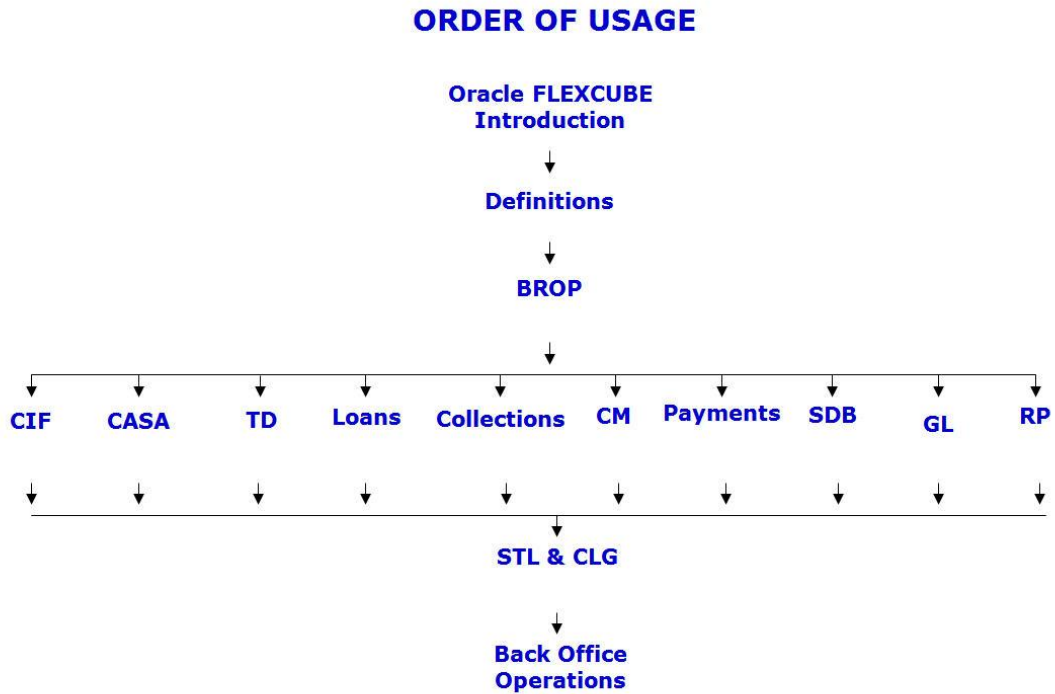 ORDER OF USAGE
Oracle FLEXCUBE
Introduction
Definitions
BROP
CIF CASA TD Loans Collections CM Payments SDB GL RP
STL & CLG
Back Office
Operations